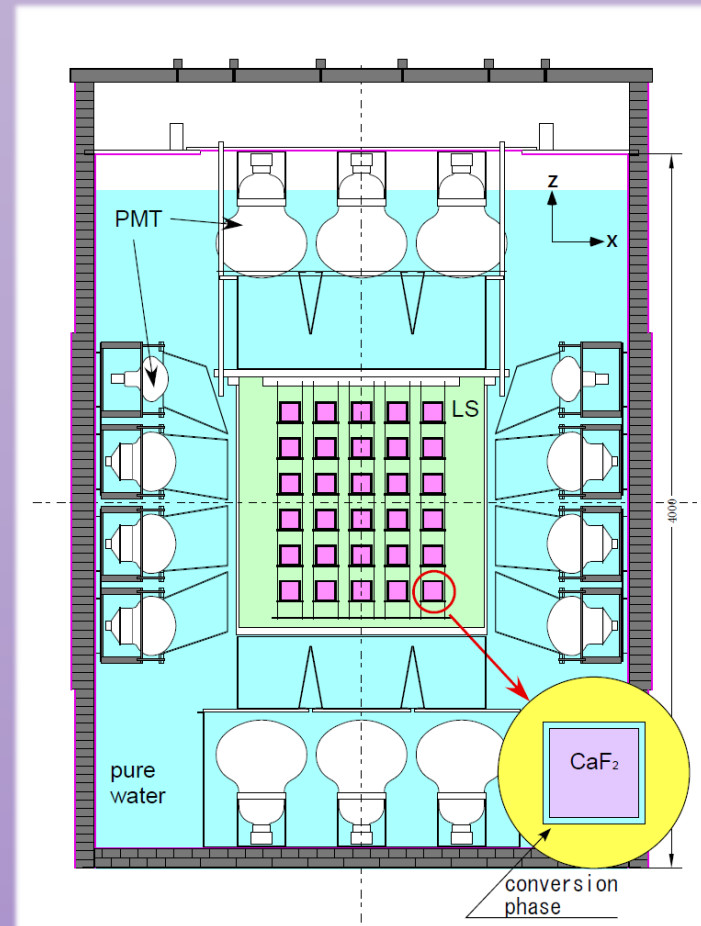 PMT
Z
X
LS
4000
pure
water
CaF₂
conversion
phase